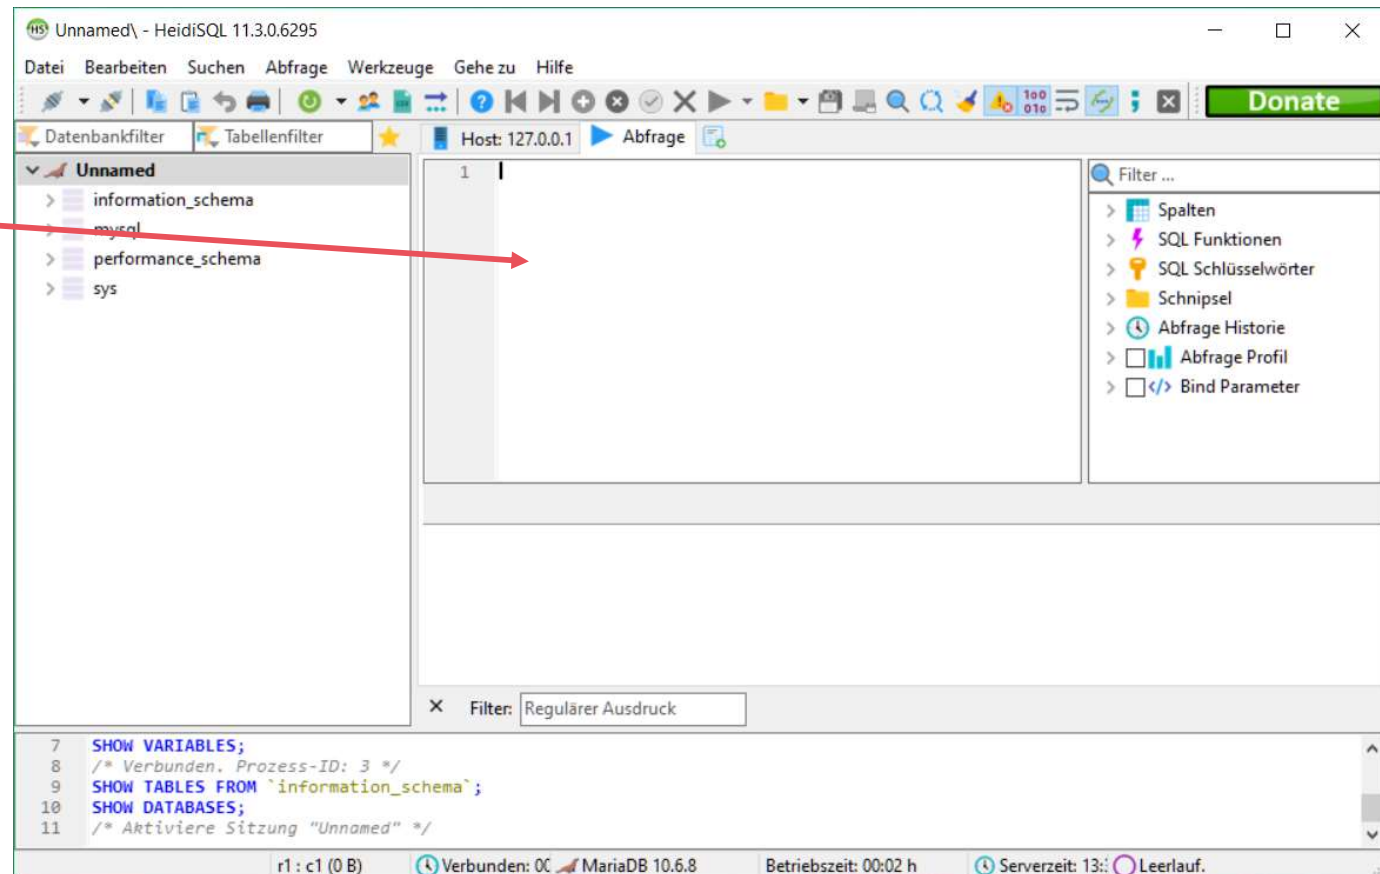 Unnamed\ - HeidiSQL 11.3.0.6295
Datei Bearbeiten Suchen Abfrage Werkzeuge Gehe zu Hilfe
Donate
Datenbankfilter Tabellenfilter Host: 127.0.0.1 Abfrage
Unnamed
information_schema
mysql
performance_schema
sys
1
Filter ...
Spalten
SQL Funktionen
SQL Schlüsselwörter
Schnipsel
Abfrage Historie
Abfrage Profil
Bind Parameter
Filter: Regulärer Ausdruck
7 SHOW VARIABLES;
8 /* Verbunden. Prozess-ID: 3 */
9 SHOW TABLES FROM `information_schema`;
10 SHOW DATABASES;
11 /* Aktiviere Sitzung "Unnamed" */
r1 : c1 (0 B) Verbunden: 00 MariaDB 10.6.8 Betriebszeit: 00:02 h Serverzeit: 13: Leerlauf.